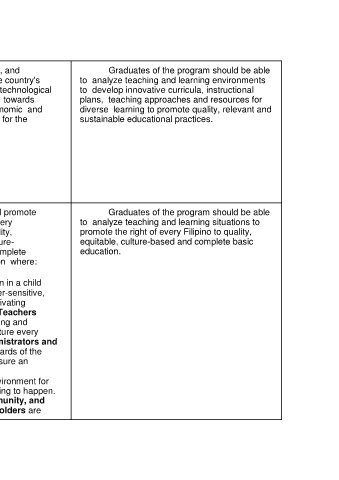 , and
e country's
technological
towards
nomic and
for the
Graduates of the program should be able
to analyze teaching and learning environments
to develop innovative curricula, instructional
plans, teaching approaches and resources for
diverse learning to promote quality, relevant and
sustainable educational practices.
promote
ery
ity,
ure-
mplete
on where:
n in a child
er-sensitive,
ivating
Teachers
ing and
ture every
nistrators and
ards of the
sure an
vironment for
ing to happen.
munity, and
olders are
Graduates of the program should be able
to analyze teaching and learning situations to
promote the right of every Filipino to quality,
equitable, culture-based and complete basic
education.